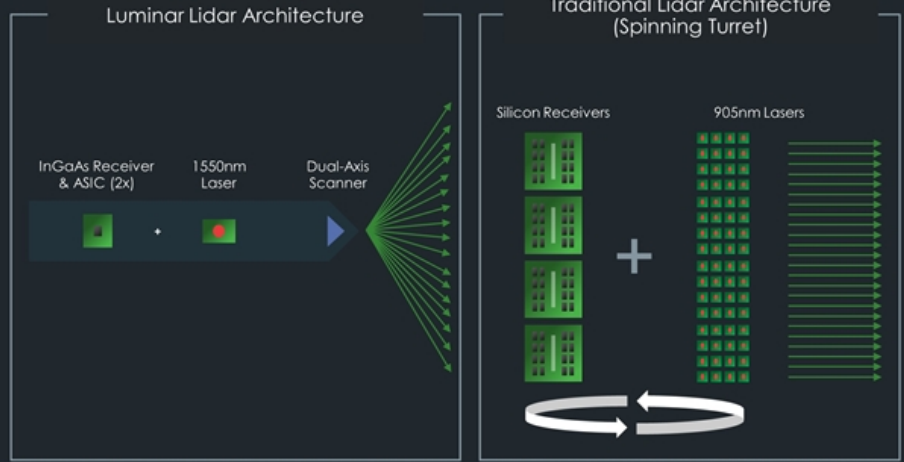 Luminar Lidar Architecture
InGaAs Receiver
& ASIC (2x)
1550nm
Laser
Dual-Axis
Scanner
Traditional Lidar Architecture
(Spinning Turret)
Silicon Receivers
905nm Lasers